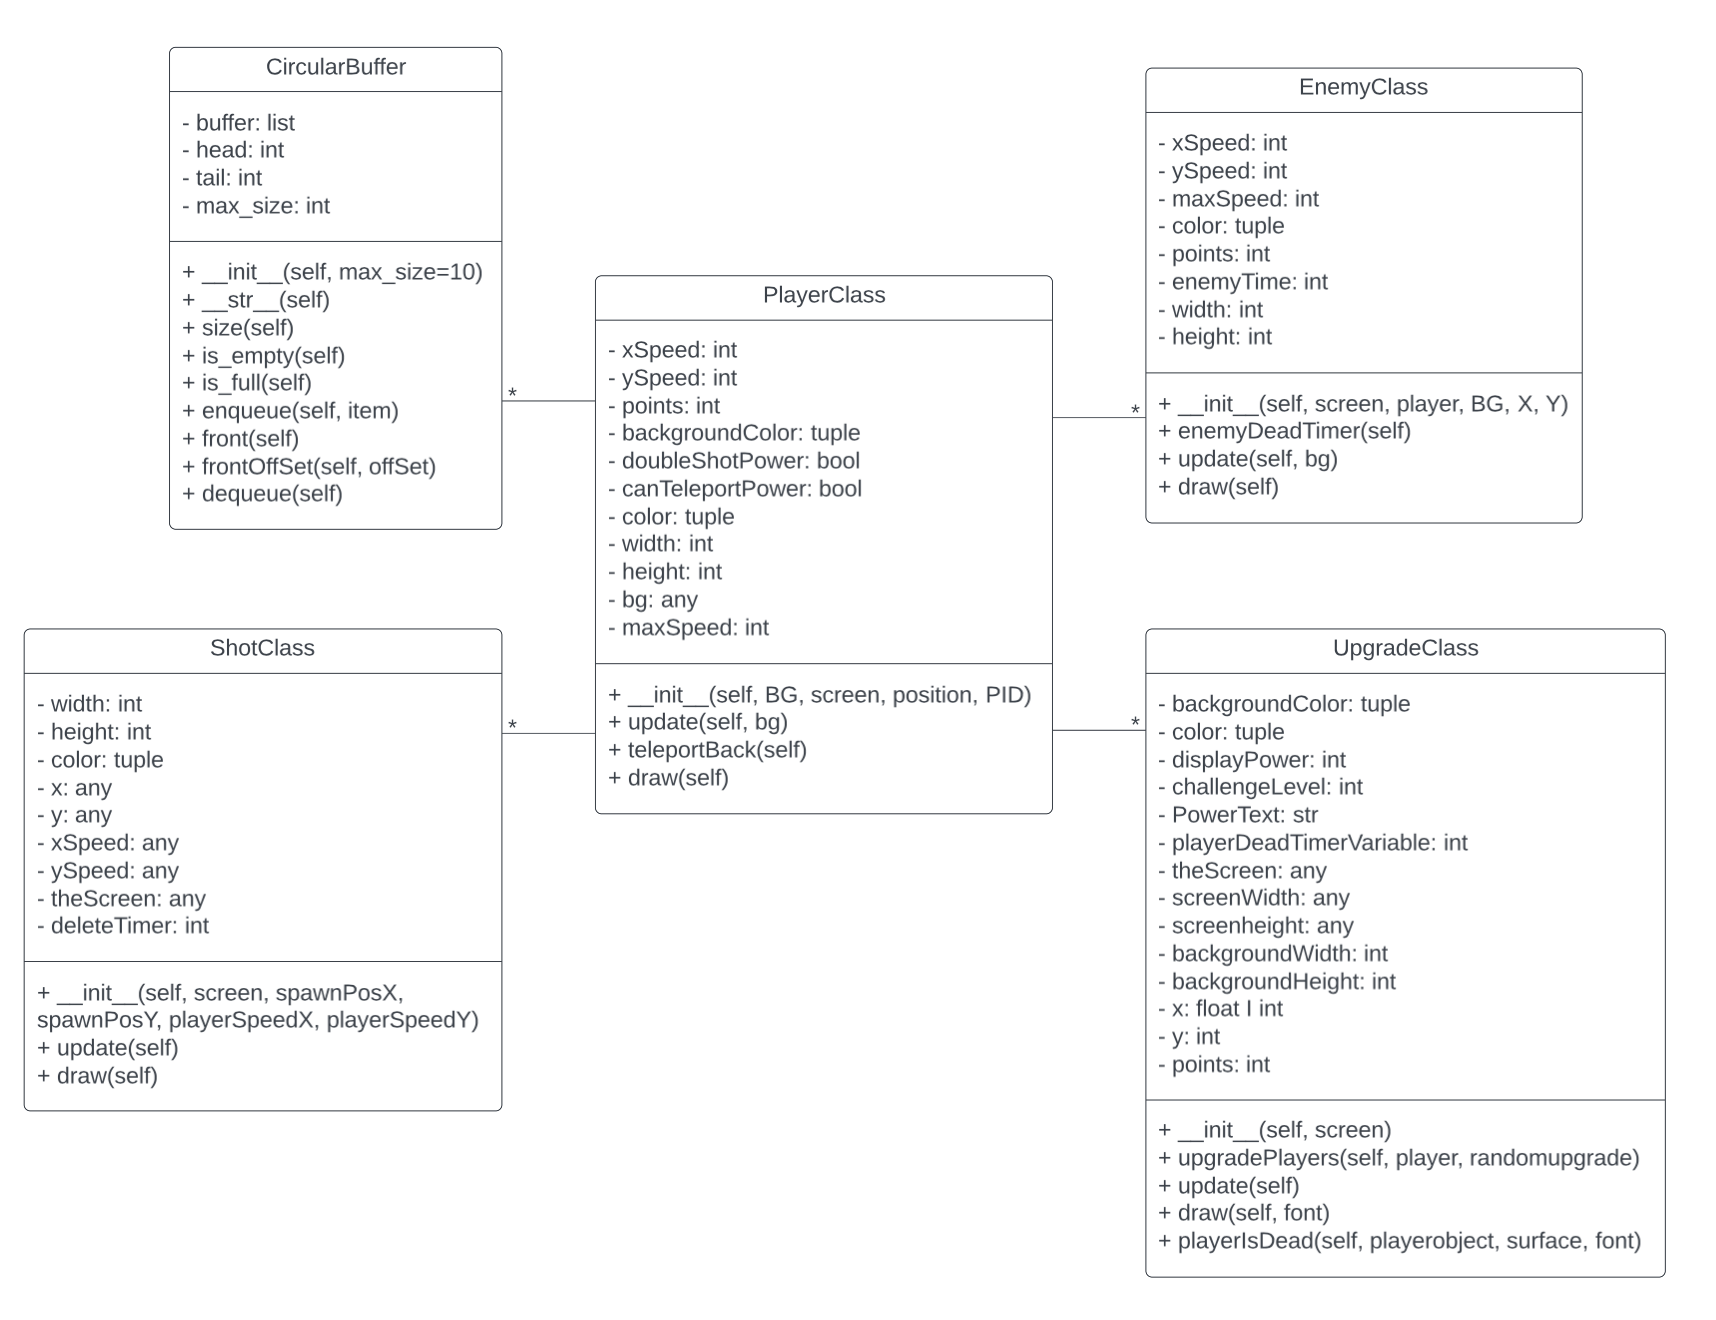 CircularBuffer
- buffer: list
- head: int
- tail: int
- max_size: int
+ __init__(self, max_size=10)
+ __str__(self)
+ size(self)
+ is_empty(self)
+ is_full(self)
+ enqueue(self, item)
+ front(self)
+ frontOffSet(self, offSet)
+ dequeue(self)
*
PlayerClass
- xSpeed: int
- ySpeed: int
- points: int
- backgroundColor: tuple
- doubleShotPower: bool
- canTeleportPower: bool
- color: tuple
- width: int
- height: int
- bg: any
- maxSpeed: int
+ __init__(self, BG, screen, position, PID)
+ update(self, bg)
+ teleportBack(self)
+ draw(self)
*
EnemyClass
- xSpeed: int
- ySpeed: int
- maxSpeed: int
- color: tuple
- points: int
- enemyTime: int
- width: int
- height: int
+ __init__(self, screen, player, BG, X, Y)
+ enemyDeadTimer(self)
+ update(self, bg)
+ draw(self)
ShotClass
- width: int
- height: int
- color: tuple
- x: any
- y: any
- xSpeed: any
- ySpeed: any
- theScreen: any
- deleteTimer: int
+ __init__(self, screen, spawnPosX,
spawnPosY, playerSpeedX, playerSpeedY)
+ update(self)
+ draw(self)
*
*
UpgradeClass
- backgroundColor: tuple
- color: tuple
- displayPower: int
- challengeLevel: int
- PowerText: str
- playerDeadTimerVariable: int
- theScreen: any
- screenWidth: any
- screenheight: any
- backgroundWidth: int
- backgroundHeight: int
- x: float I int
- y: int
- points: int
+ __init__(self, screen)
+ upgradePlayers(self, player, randomupgrade)
+ update(self)
+ draw(self, font)
+ playerIsDead(self, playerobject, surface, font)